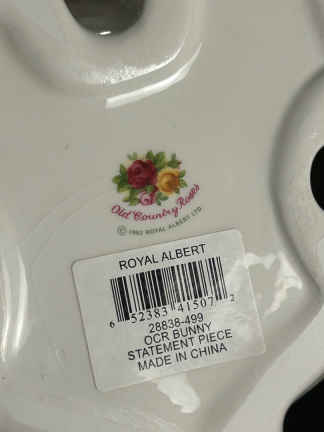 Old Country Roses
© 1962 ROYAL ALBERT LTD
ROYAL ALBERT
6 52383 41507 2
28838-499
OCR BUNNY
STATEMENT PIECE
MADE IN CHINA